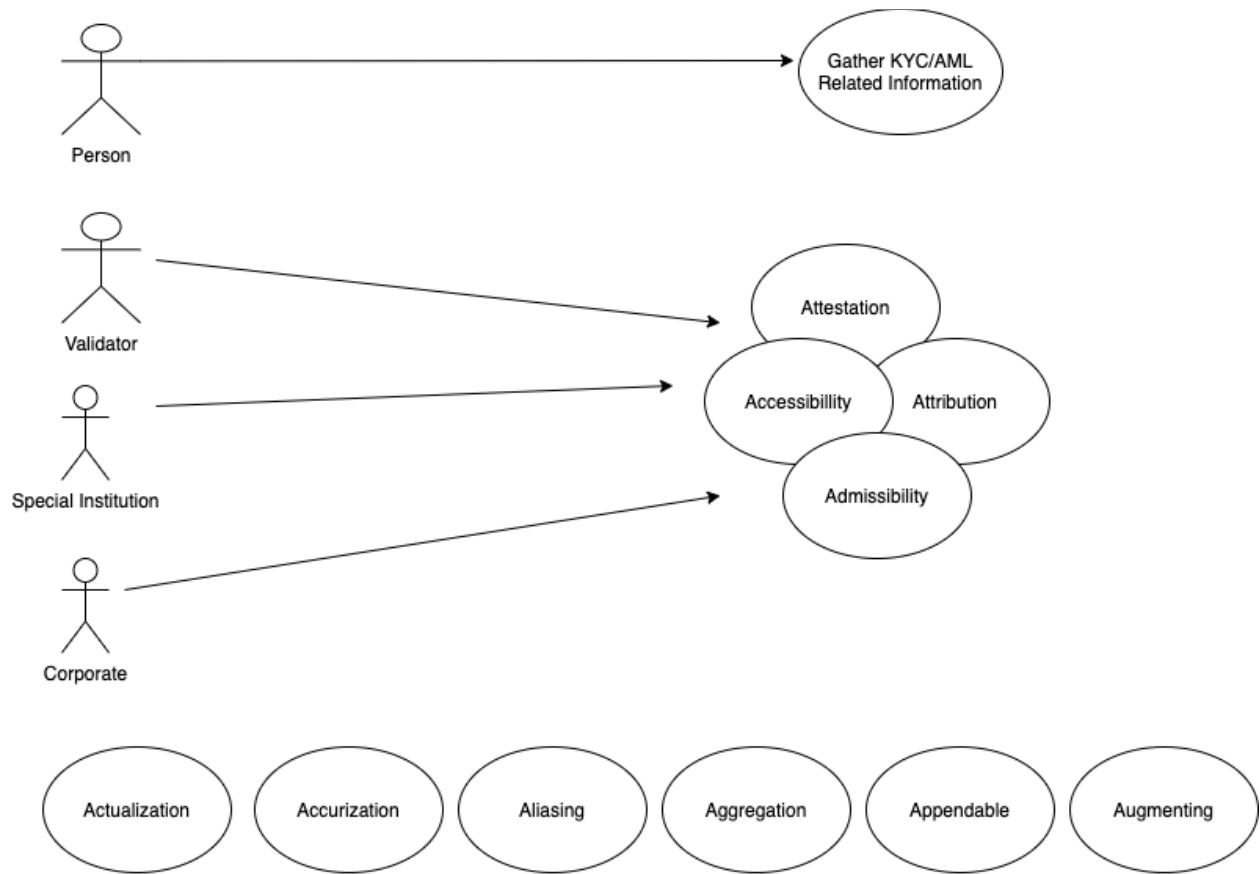 Gather KYC/AML
Related Information
Person
Validator
Attestation
Accessibillity
Attribution
Special Institution
Admissibility
Corporate
Actualization
Accurization
Aliasing
Aggregation
Appendable
Augmenting